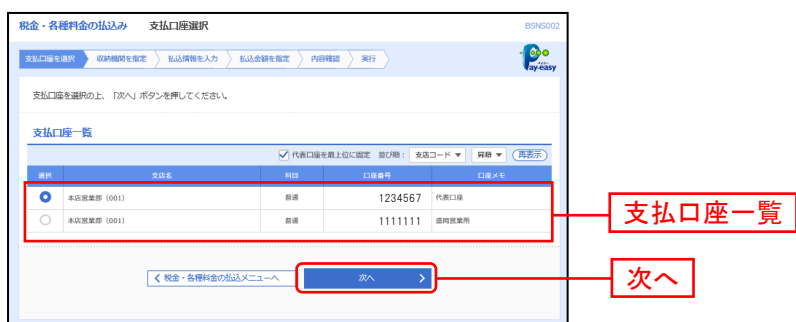 税金・各種料金の払込み 支払口座選択 BSNS002
支払口座を選択 収納機関を指定 払込情報を入力 払込金額を指定 内容確認 実行
Pay-easy
支払口座を選択の上、「次へ」ボタンを押してください。
支払口座一覧
代表口座を最上位に固定 並び順： 支店コード ▼ 昇順 ▼ 再表示
選択 支店名 科目 口座番号 口座メモ
本店営業部（001） 普通 1234567 代表口座
本店営業部（001） 普通 1111111 盛岡営業所
支払口座一覧
税金・各種料金の払込メニューへ 次へ
次へ